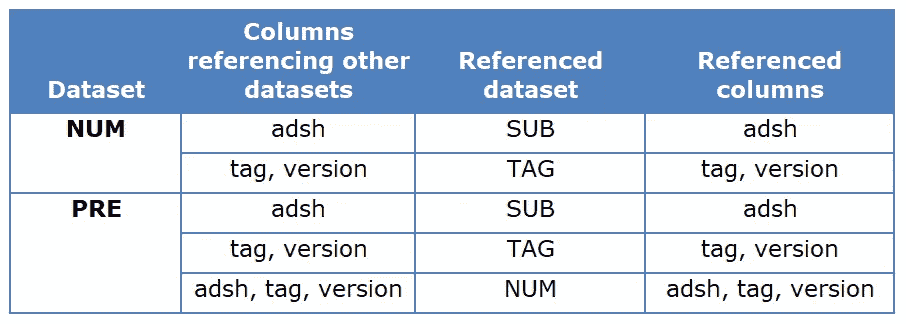 Dataset
Columns
referencing other
datasets
Referenced
dataset
Referenced
columns
NUM
adsh
SUB
adsh
tag, version
TAG
tag, version
PRE
adsh
SUB
adsh
tag, version
TAG
tag, version
adsh, tag, version
NUM
adsh, tag, version